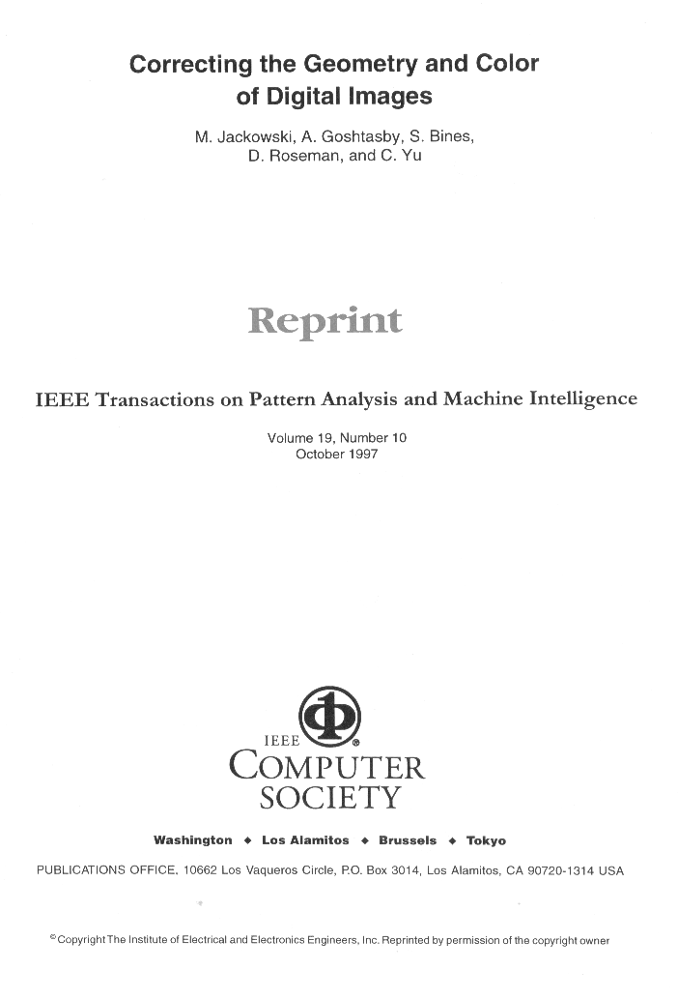 Correcting the Geometry and Color
of Digital Images
M. Jackowski, A. Goshtasby, S. Bines,
D. Roseman, and C. Yu
Reprint
IEEE Transactions on Pattern Analysis and Machine Intelligence
Volume 19, Number 10
October 1997
IEEE ®
COMPUTER
SOCIETY
Washington ◆ Los Alamitos ◆ Brussels ◆ Tokyo
PUBLICATIONS OFFICE, 10662 Los Vaqueros Circle, P.O. Box 3014, Los Alamitos, CA 90720-1314 USA
©Copyright The Institute of Electrical and Electronics Engineers, Inc. Reprinted by permission of the copyright owner